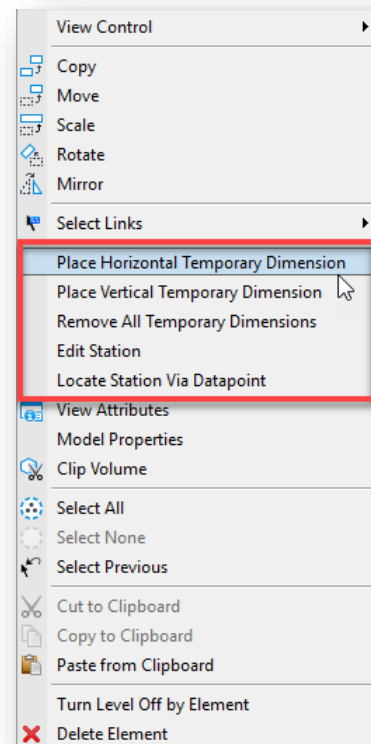 View Control
Copy
Move
Scale
Rotate
Mirror
Select Links
Place Horizontal Temporary Dimension
Place Vertical Temporary Dimension
Remove All Temporary Dimensions
Edit Station
Locate Station Via Datapoint
View Attributes
Model Properties
Clip Volume
Select All
Select None
Select Previous
Cut to Clipboard
Copy to Clipboard
Paste from Clipboard
Turn Level Off by Element
Delete Element